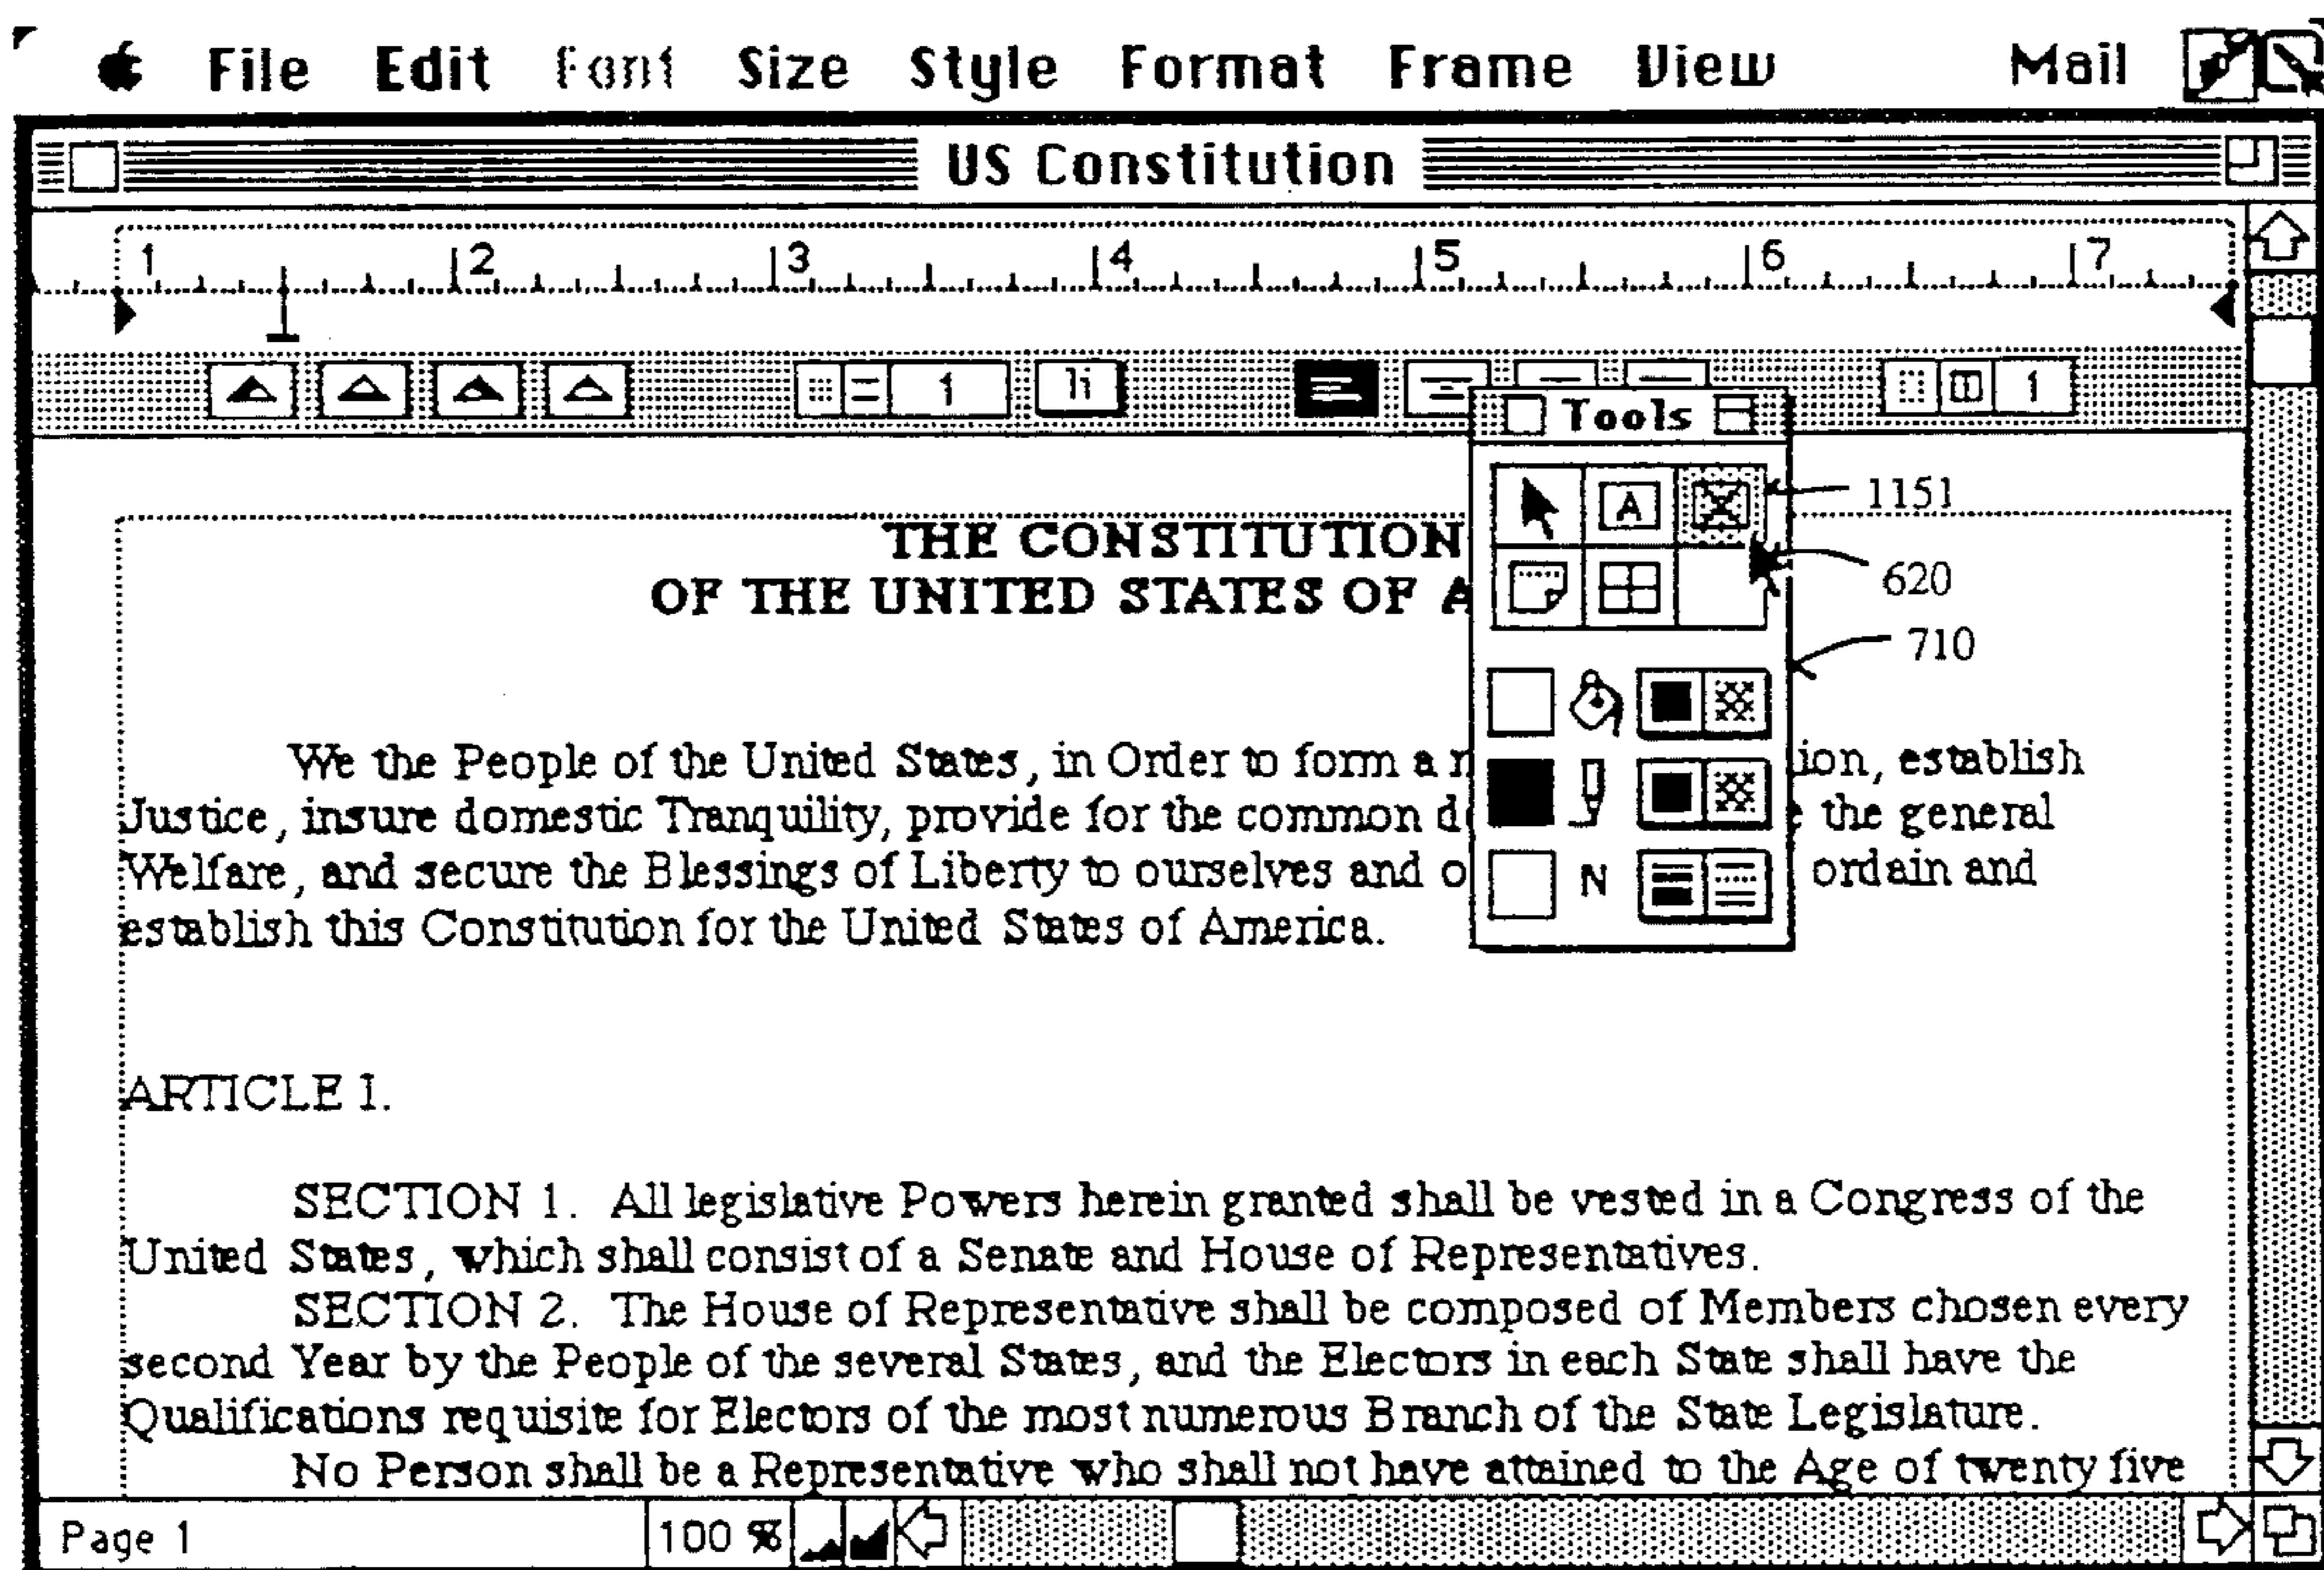 File Edit Font Size Style Format Frame View Mail
US Constitution
1 2 3 4 5 6 7
1 li 1
Tools
A
1151
620
710
N
THE CONSTITUTION
OF THE UNITED STATES OF A
We the People of the United States, in Order to form a ion, establish
Justice, insure domestic Tranquility, provide for the common d the general
Welfare, and secure the Blessings of Liberty to ourselves and o ordain and
establish this Constitution for the United States of America.
ARTICLE I.
SECTION 1. All legislative Powers herein granted shall be vested in a Congress of the
United States, which shall consist of a Senate and House of Representatives.
SECTION 2. The House of Representative shall be composed of Members chosen every
second Year by the People of the several States, and the Electors in each State shall have the
Qualifications requisite for Electors of the most numerous Branch of the State Legislature.
No Person shall be a Representative who shall not have attained to the Age of twenty five
Page 1 100 %